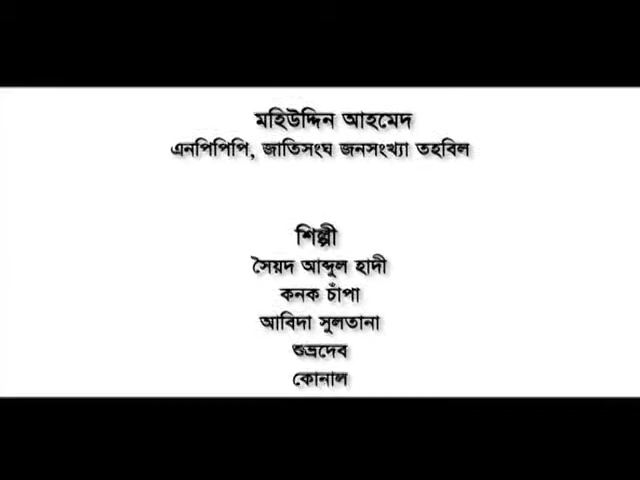 মহিউদ্দিন আহমেদ
এনপিপিপি, জাতিসংঘ জনসংখ্যা তহবিল
শিল্পী
সৈয়দ আব্দুল হাদী
কনক চাঁপা
আবিদা সুলতানা
শুভ্রদেব
কোনাল